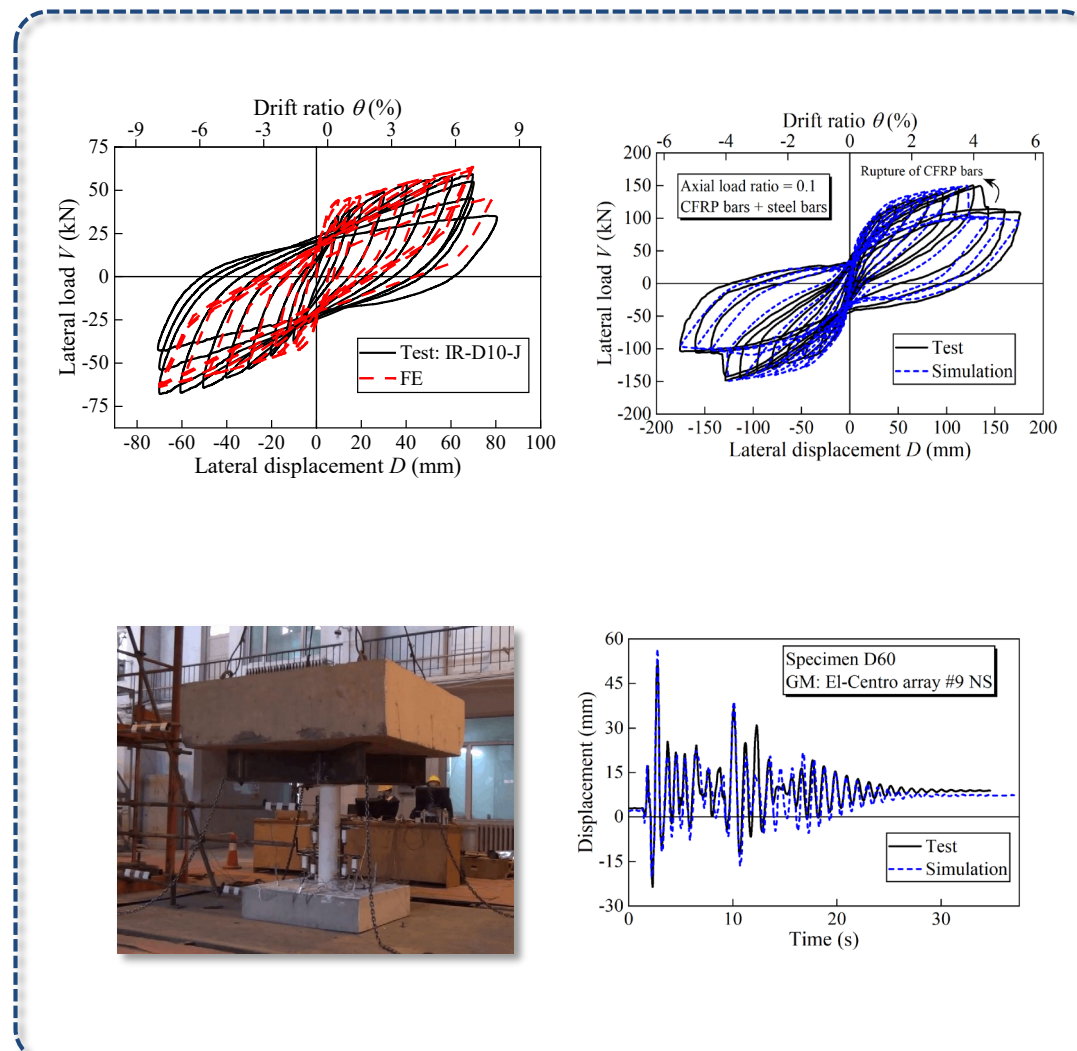 Drift ratio θ (%)
-9 -6 -3 0 3 6 9
75
50
25
0
-25
-50
-75
Lateral load V (kN)
Test: IR-D10-J
FE
-80 -60 -40 -20 0 20 40 60 80 100
Lateral displacement D (mm)
Drift ratio θ (%)
-6 -4 -2 0 2 4 6
200
150
100
50
0
-50
-100
-150
-200
Lateral load V (kN)
Rupture of CFRP bars
Axial load ratio = 0.1
CFRP bars + steel bars
Test
Simulation
-200 -150 -100 -50 0 50 100 150 200
Lateral displacement D (mm)
60
45
30
15
0
-15
-30
Displacement (mm)
Specimen D60
GM: El-Centro array #9 NS
Test
Simulation
0 10 20 30
Time (s)